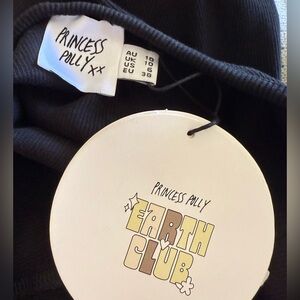 PRINCESS
POLLY xx
AU 10
UK 10
US 6
EU 38
PRINCESS POLLY
EARTH
CLUB